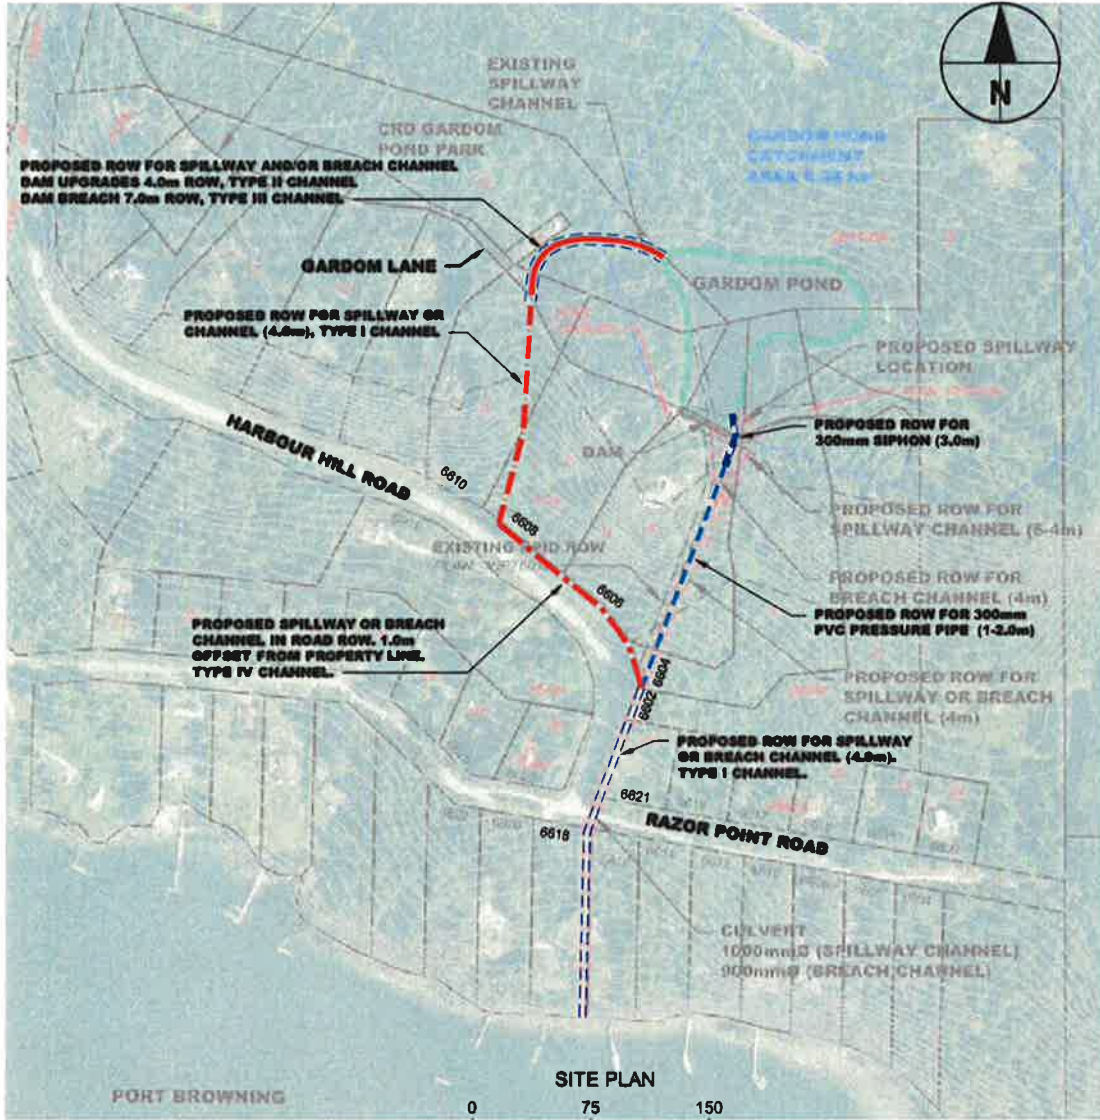 N
EXISTING
SPILLWAY
CHANNEL
CRD GARDOM
POND PARK
GARDOM POND
CATCHMENT
AREA
PROPOSED ROW FOR SPILLWAY AND/OR BREACH CHANNEL
DAM UPGRADES 4.0m ROW, TYPE II CHANNEL
DAM BREACH 7.0m ROW, TYPE III CHANNEL
GARDOM LANE
GARDOM POND
PROPOSED ROW FOR SPILLWAY OR
CHANNEL (4.0m), TYPE I CHANNEL
PROPOSED SPILLWAY
LOCATION
PROPOSED ROW FOR
300mm SIPHON (3.0m)
HARBOUR HILL ROAD
DAM
6610
6608
PROPOSED ROW FOR
SPILLWAY CHANNEL (6-4m)
EXISTING ROW
PROPOSED ROW FOR
BREACH CHANNEL (4m)
6606
PROPOSED ROW FOR 300mm
PVC PRESSURE PIPE (1-2.0m)
PROPOSED SPILLWAY OR BREACH
CHANNEL IN ROAD ROW. 1.0m
OFFSET FROM PROPERTY LINE.
TYPE IV CHANNEL.
6604
6602
PROPOSED ROW FOR
SPILLWAY OR BREACH
CHANNEL (4m)
PROPOSED ROW FOR SPILLWAY
OR BREACH CHANNEL (4.0m).
TYPE I CHANNEL.
6621
6618
RAZOR POINT ROAD
CULVERT
1000mmØ (SPILLWAY CHANNEL)
900mmØ (BREACH CHANNEL)
PORT BROWNING
SITE PLAN
0 75 150